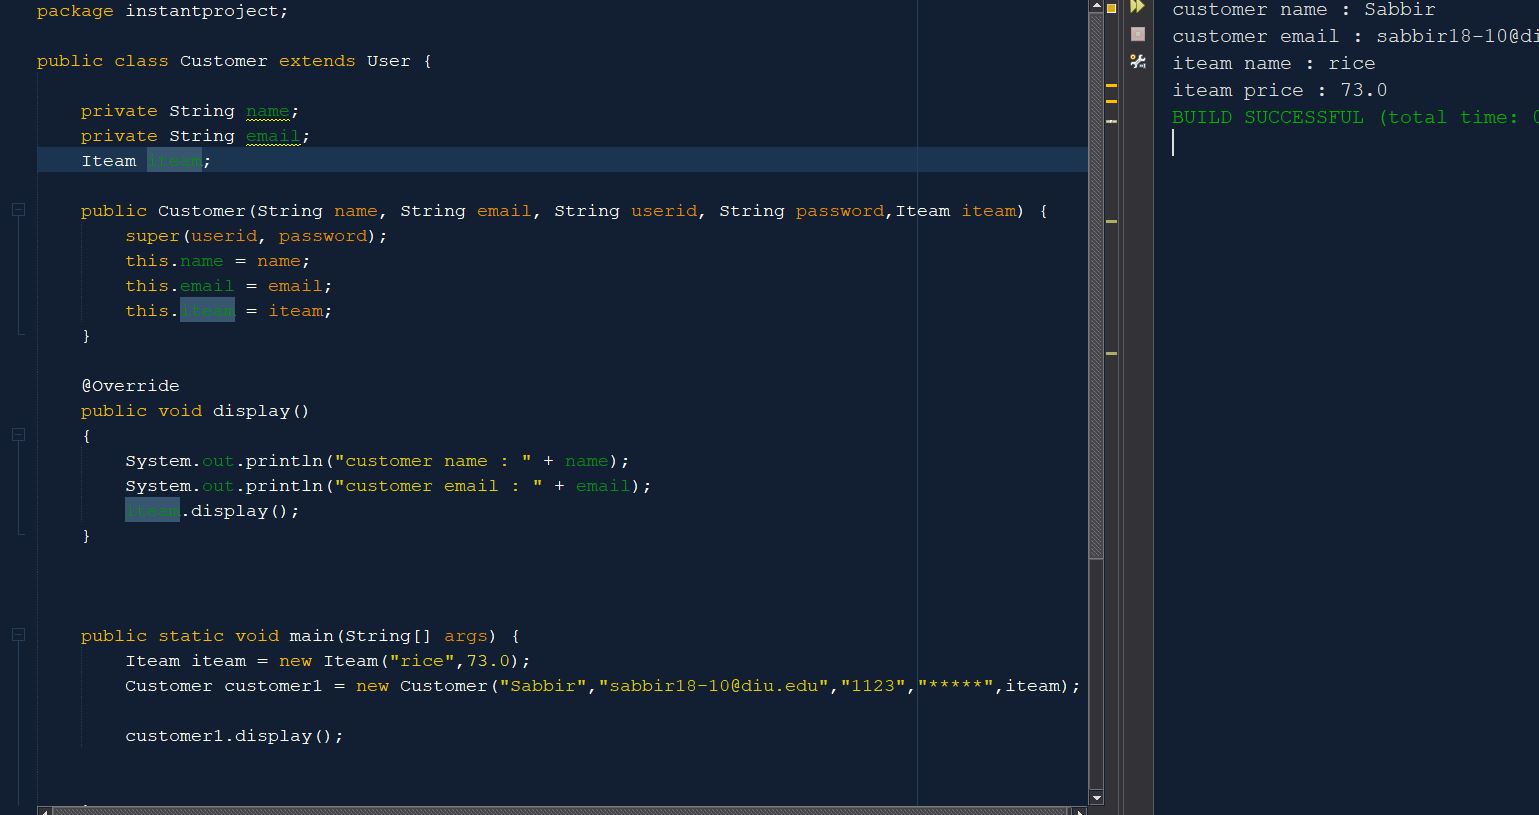 package instantproject;
public class Customer extends User {
private String name;
private String email;
Iteam iteam;
public Customer(String name, String email, String userid, String password,Iteam iteam) {
super(userid, password);
this.name = name;
this.email = email;
this.iteam = iteam;
}
@Override
public void display()
{
System.out.println("customer name : " + name);
System.out.println("customer email : " + email);
iteam.display();
}
public static void main(String[] args) {
Iteam iteam = new Iteam("rice",73.0);
Customer customer1 = new Customer("Sabbir","sabbir18-10@diu.edu","1123","*****",iteam);
customer1.display();
customer name : Sabbir
customer email : sabbir18-10@di
iteam name : rice
iteam price : 73.0
BUILD SUCCESSFUL (total time: